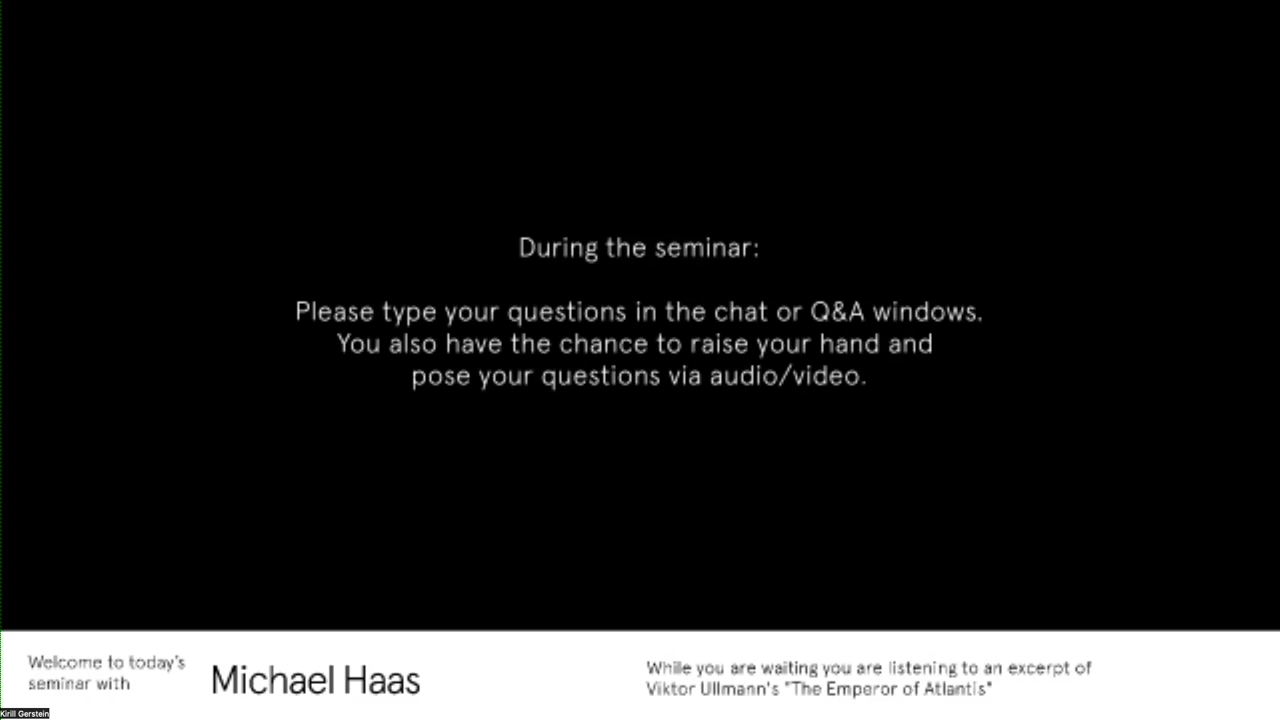 During the seminar:
Please type your questions in the chat or Q&A windows.
You also have the chance to raise your hand and
pose your questions via audio/video.
Welcome to today's
seminar with
Michael Haas
While you are waiting you are listening to an excerpt of
Viktor Ullmann's "The Emperor of Atlantis"
Kirill Gerstein